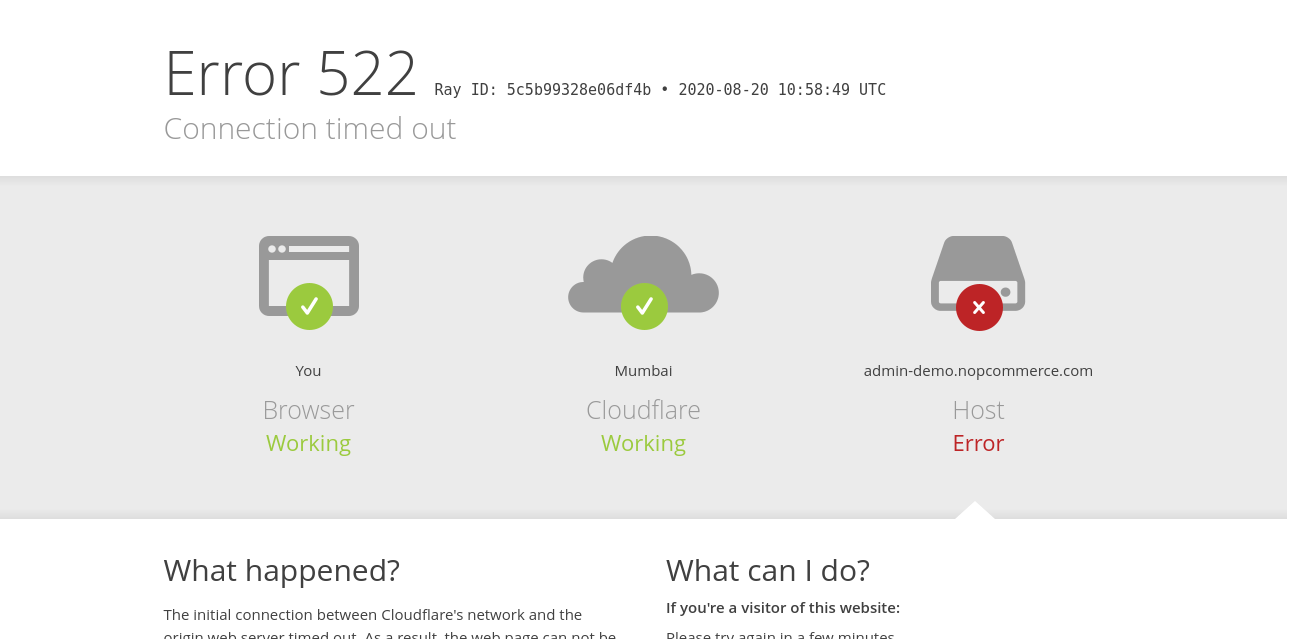 Error 522 Ray ID: 5c5b99328e06df4b • 2020-08-20 10:58:49 UTC
Connection timed out
You
Mumbai
admin-demo.nopcommerce.com
Browser
Cloudflare
Host
Working
Working
Error
What happened?
The initial connection between Cloudflare's network and the
origin web server timed out. As a result, the web page can not be
What can I do?
If you're a visitor of this website:
Please try again in a few minutes.